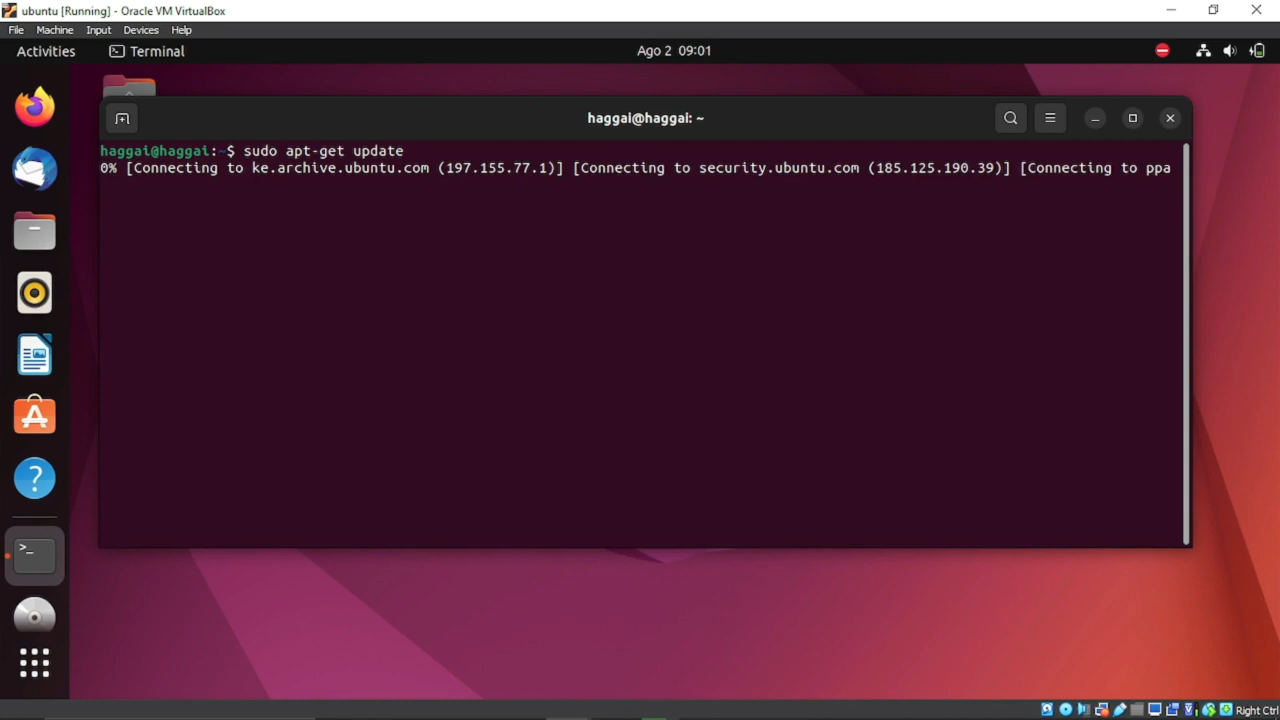 ubuntu [Running] - Oracle VM VirtualBox
File Machine Input Devices Help
Activities Terminal Ago 2 09:01
haggai@haggai: ~
haggai@haggai:~$ sudo apt-get update
0% [Connecting to ke.archive.ubuntu.com (197.155.77.1)] [Connecting to security.ubuntu.com (185.125.190.39)] [Connecting to ppa
Right Ctrl